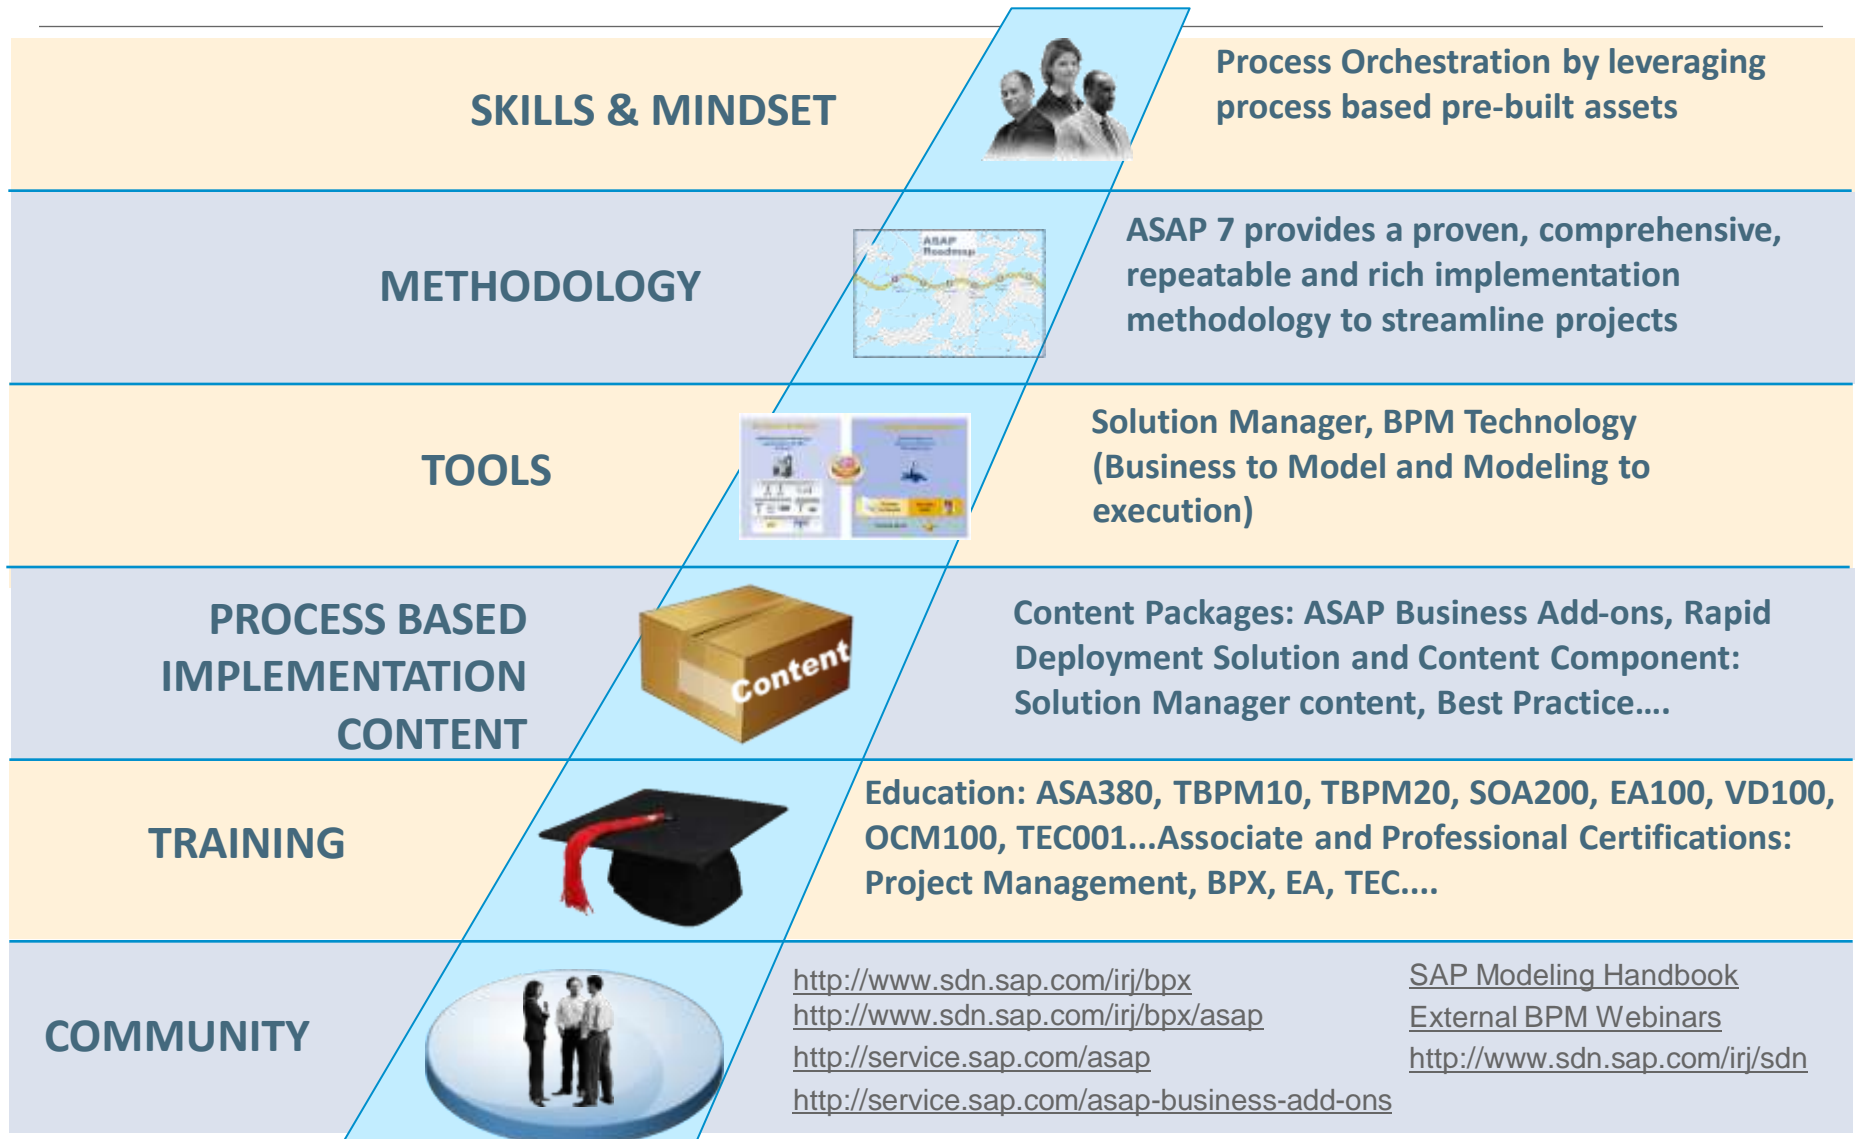 SKILLS & MINDSET
Process Orchestration by leveraging
process based pre-built assets
METHODOLOGY
ASAP
Roadmap
ASAP 7 provides a proven, comprehensive,
repeatable and rich implementation
methodology to streamline projects
TOOLS
Solution Manager, BPM Technology
(Business to Model and Modeling to
execution)
PROCESS BASED
IMPLEMENTATION
CONTENT
Content
Content Packages: ASAP Business Add-ons, Rapid
Deployment Solution and Content Component:
Solution Manager content, Best Practice….
TRAINING
Education: ASA380, TBPM10, TBPM20, SOA200, EA100, VD100,
OCM100, TEC001...Associate and Professional Certifications:
Project Management, BPX, EA, TEC....
COMMUNITY
http://www.sdn.sap.com/irj/bpx
http://www.sdn.sap.com/irj/bpx/asap
http://service.sap.com/asap
http://service.sap.com/asap-business-add-ons
SAP Modeling Handbook
External BPM Webinars
http://www.sdn.sap.com/irj/sdn